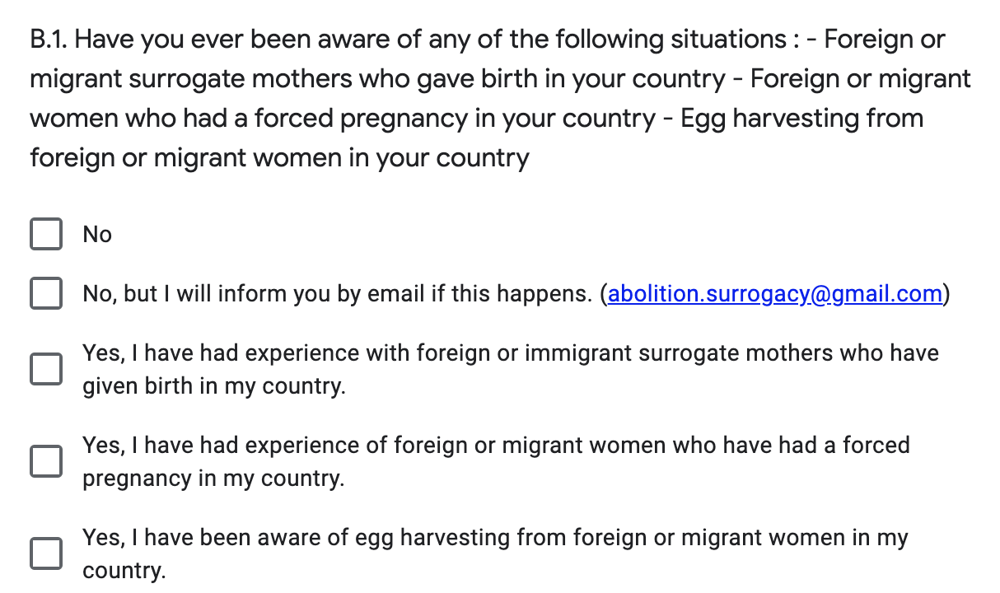 B.1. Have you ever been aware of any of the following situations : - Foreign or
migrant surrogate mothers who gave birth in your country - Foreign or migrant
women who had a forced pregnancy in your country - Egg harvesting from
foreign or migrant women in your country
No
No, but I will inform you by email if this happens. (abolition.surrogacy@gmail.com)
Yes, I have had experience with foreign or immigrant surrogate mothers who have
given birth in my country.
Yes, I have had experience of foreign or migrant women who have had a forced
pregnancy in my country.
Yes, I have been aware of egg harvesting from foreign or migrant women in my
country.